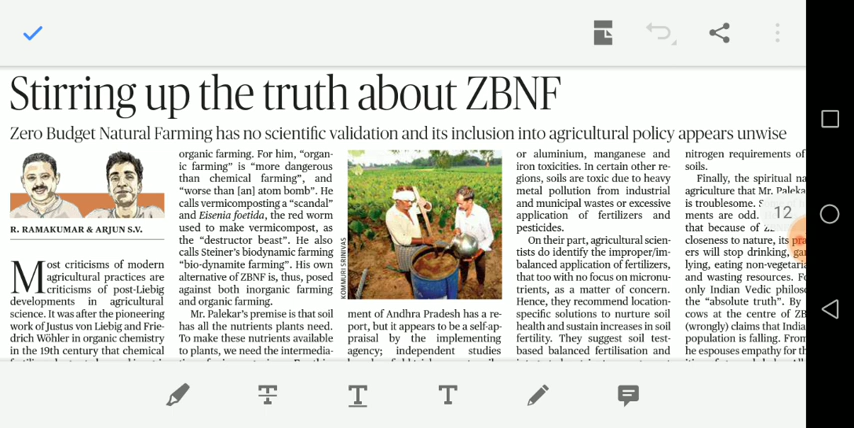 Stirring up the truth about ZBNF
Zero Budget Natural Farming has no scientific validation and its inclusion into agricultural policy appears unwise
R. RAMAKUMAR & ARJUN S.V.
Most criticisms of modern
agricultural practices are
criticisms of post-Liebig
developments in agricultural
science. It was after the pioneering
work of Justus von Liebig and Frie-
drich Wöhler in organic chemistry
in the 19th century that chemical
organic farming. For him, “organ-
ic farming” is “more dangerous
than chemical farming”, and
“worse than [an] atom bomb”. He
calls vermicomposting a “scandal”
and Eisenia foetida, the red worm
used to make vermicompost, as
the “destructor beast”. He also
calls Steiner’s biodynamic farming
“bio-dynamite farming”. His own
alternative of ZBNF is, thus, posed
against both inorganic farming
and organic farming.
Mr. Palekar’s premise is that soil
has all the nutrients plants need.
To make these nutrients available
to plants, we need the intermedia-
KOMMURI SRINIVAS
ment of Andhra Pradesh has a re-
port, but it appears to be a self-ap-
praisal by the implementing
agency; independent studies
or aluminium, manganese and
iron toxicities. In certain other re-
gions, soils are toxic due to heavy
metal pollution from industrial
and municipal wastes or excessive
application of fertilizers and
pesticides.
On their part, agricultural scien-
tists do identify the improper/im-
balanced application of fertilizers,
that too with no focus on micronu-
trients, as a matter of concern.
Hence, they recommend location-
specific solutions to nurture soil
health and sustain increases in soil
fertility. They suggest soil test-
based balanced fertilisation and
nitrogen requirements of
soils.
Finally, the spiritual na
agriculture that Mr. Paleka
is troublesome. S
ments are odd.
that because of
closeness to nature, its pra
ers will stop drinking, gam
lying, eating non-vegetaria
and wasting resources. Fo
only Indian Vedic philoso
the “absolute truth”. By
cows at the centre of ZB
(wrongly) claims that India
population is falling. From
he espouses empathy for th
12